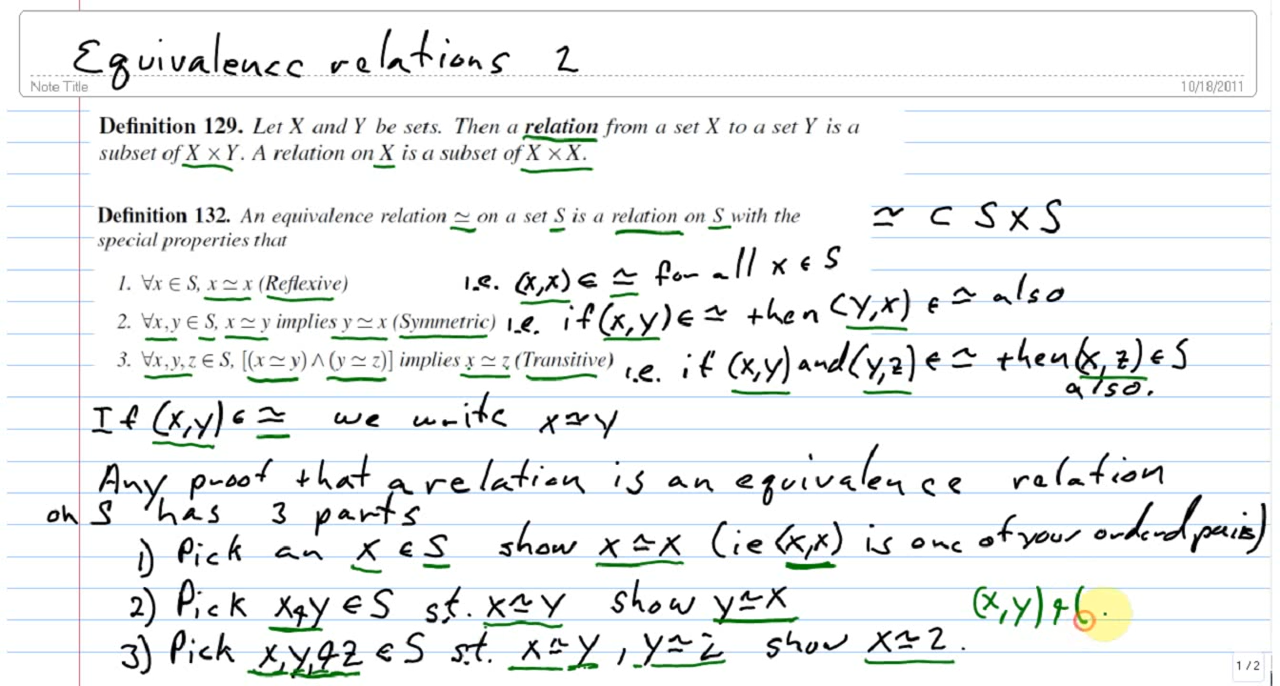 Equivalence relations 2
Note Title
10/18/2011
Definition 129. Let X and Y be sets. Then a relation from a set X to a set Y is a
subset of X × Y. A relation on X is a subset of X × X.
Definition 132. An equivalence relation ≃ on a set S is a relation on S with the
special properties that
≃ ⊂ S × S
1. ∀x ∈ S, x ≃ x (Reflexive) i.e. (x,x) ∈ ≃ for all x ∈ S
2. ∀x,y ∈ S, x ≃ y implies y ≃ x (Symmetric) i.e. if (x,y) ∈ ≃ then (y,x) ∈ ≃ also
3. ∀x,y,z ∈ S, [(x ≃ y) ∧ (y ≃ z)] implies x ≃ z (Transitive) i.e. if (x,y) and (y,z) ∈ ≃ then (x,z) ∈ S
also.
If (x,y) ∈ ≃ we write x ≃ y
Any proof that a relation is an equivalence relation
on S has 3 parts
1) Pick an x ∈ S show x ≃ x (ie (x,x) is one of your ordered pairs)
2) Pick x & y ∈ S st. x ≃ y show y ≃ x (x,y) & (
3) Pick x, y, & z ∈ S s.t. x ≃ y, y ≃ z show x ≃ z.
1 / 2